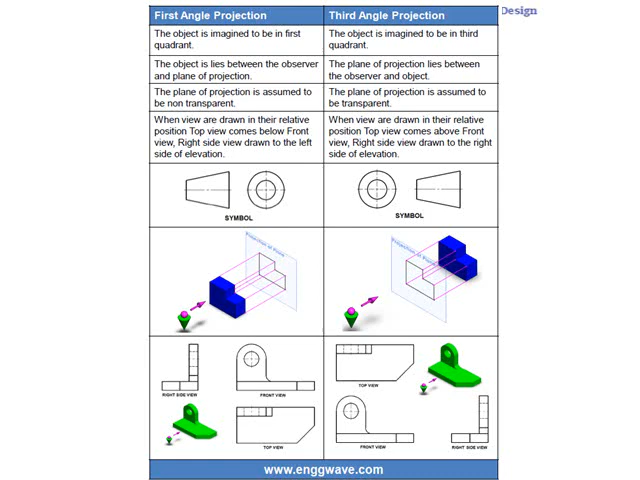 Design
First Angle Projection
Third Angle Projection
The object is imagined to be in first
quadrant.
The object is imagined to be in third
quadrant.
The object is lies between the observer
and plane of projection.
The plane of projection lies between
the observer and object.
The plane of projection is assumed to
be non transparent.
The plane of projection is assumed to
be transparent.
When view are drawn in their relative
position Top view comes below Front
view, Right side view drawn to the left
side of elevation.
When view are drawn in their relative
position Top view comes above Front
view, Right side view drawn to the right
side of elevation.
SYMBOL
SYMBOL
RIGHT SIDE VIEW
FRONT VIEW
TOP VIEW
TOP VIEW
FRONT VIEW
RIGHT SIDE VIEW
www.enggwave.com